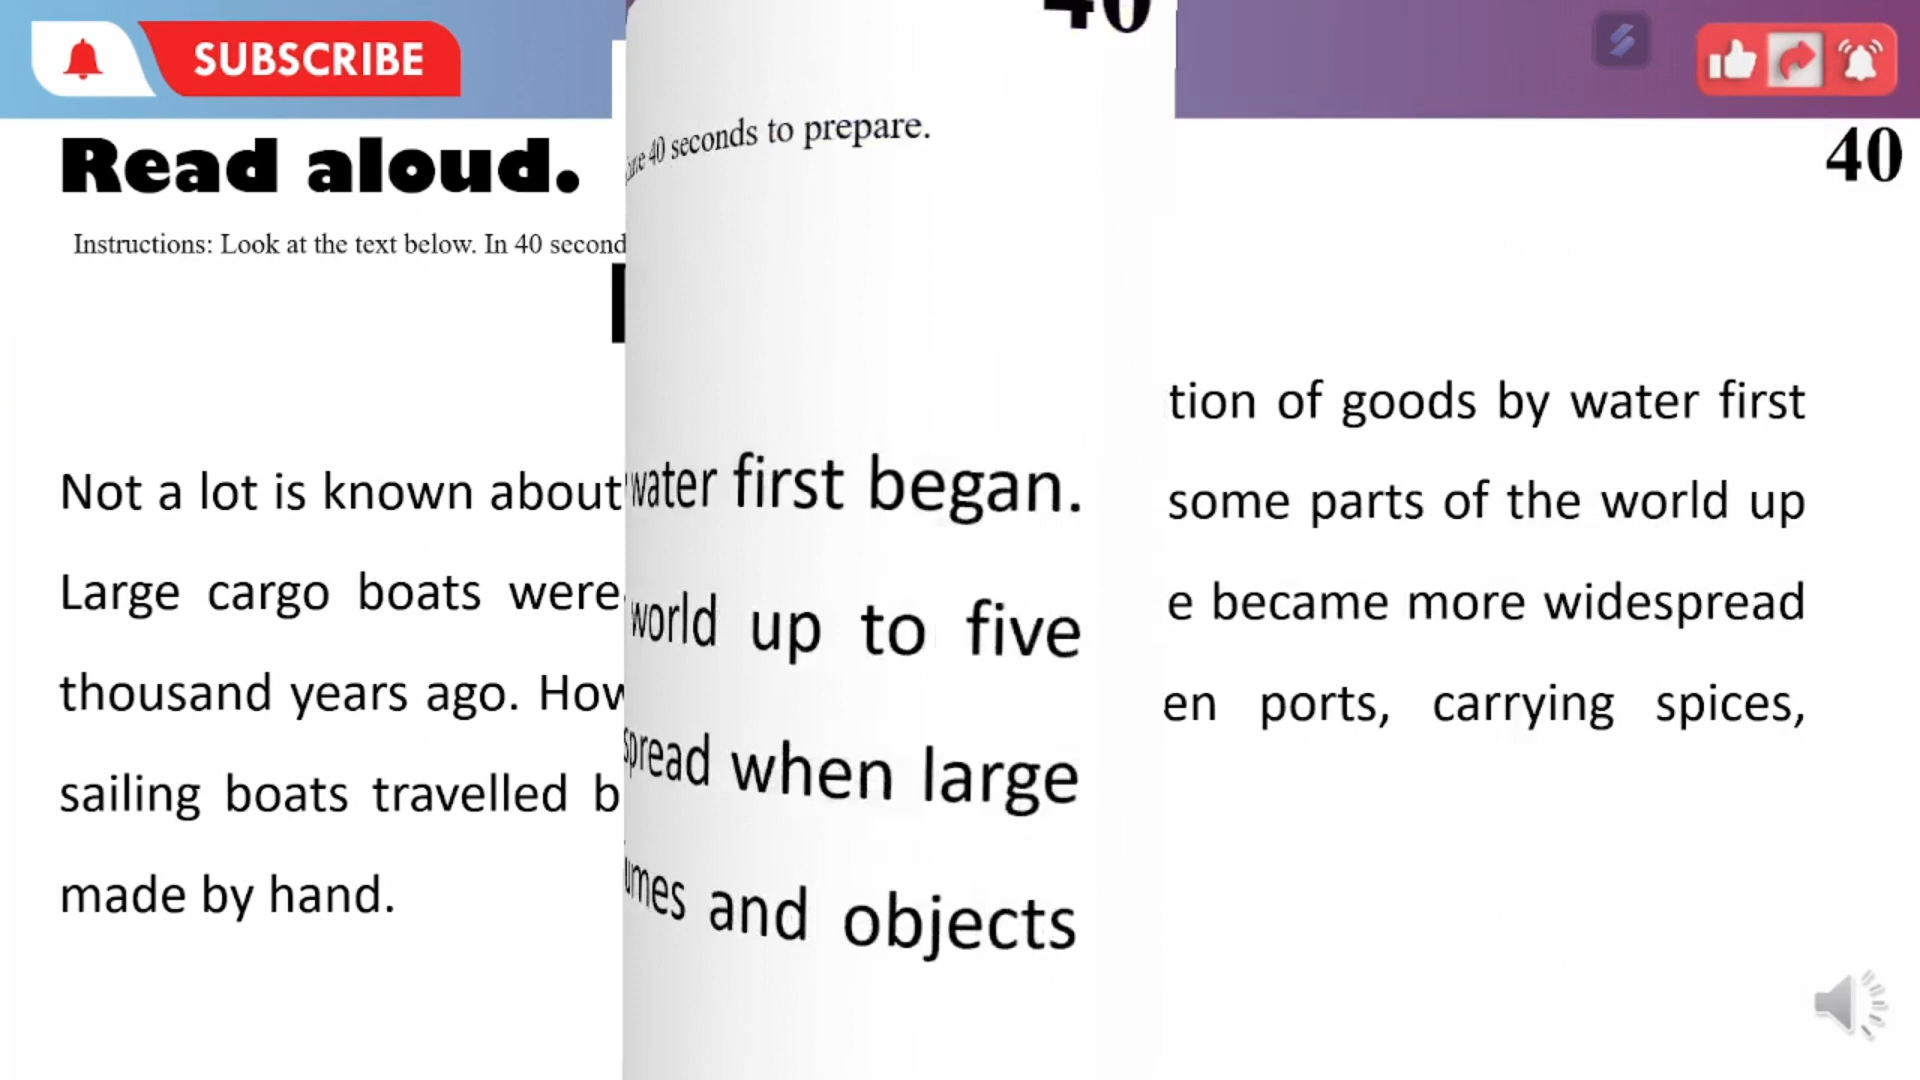 SUBSCRIBE
Read aloud.
40
Instructions: Look at the text below. In 40
40 seconds to prepare.
40
tion of goods by water first
Not a lot is known about
water first began.
some parts of the world up
Large cargo boats were
world up to five
e became more widespread
thousand years ago.
spread when large
en ports, carrying spices,
sailing boats travelled b
umes and objects
made by hand.